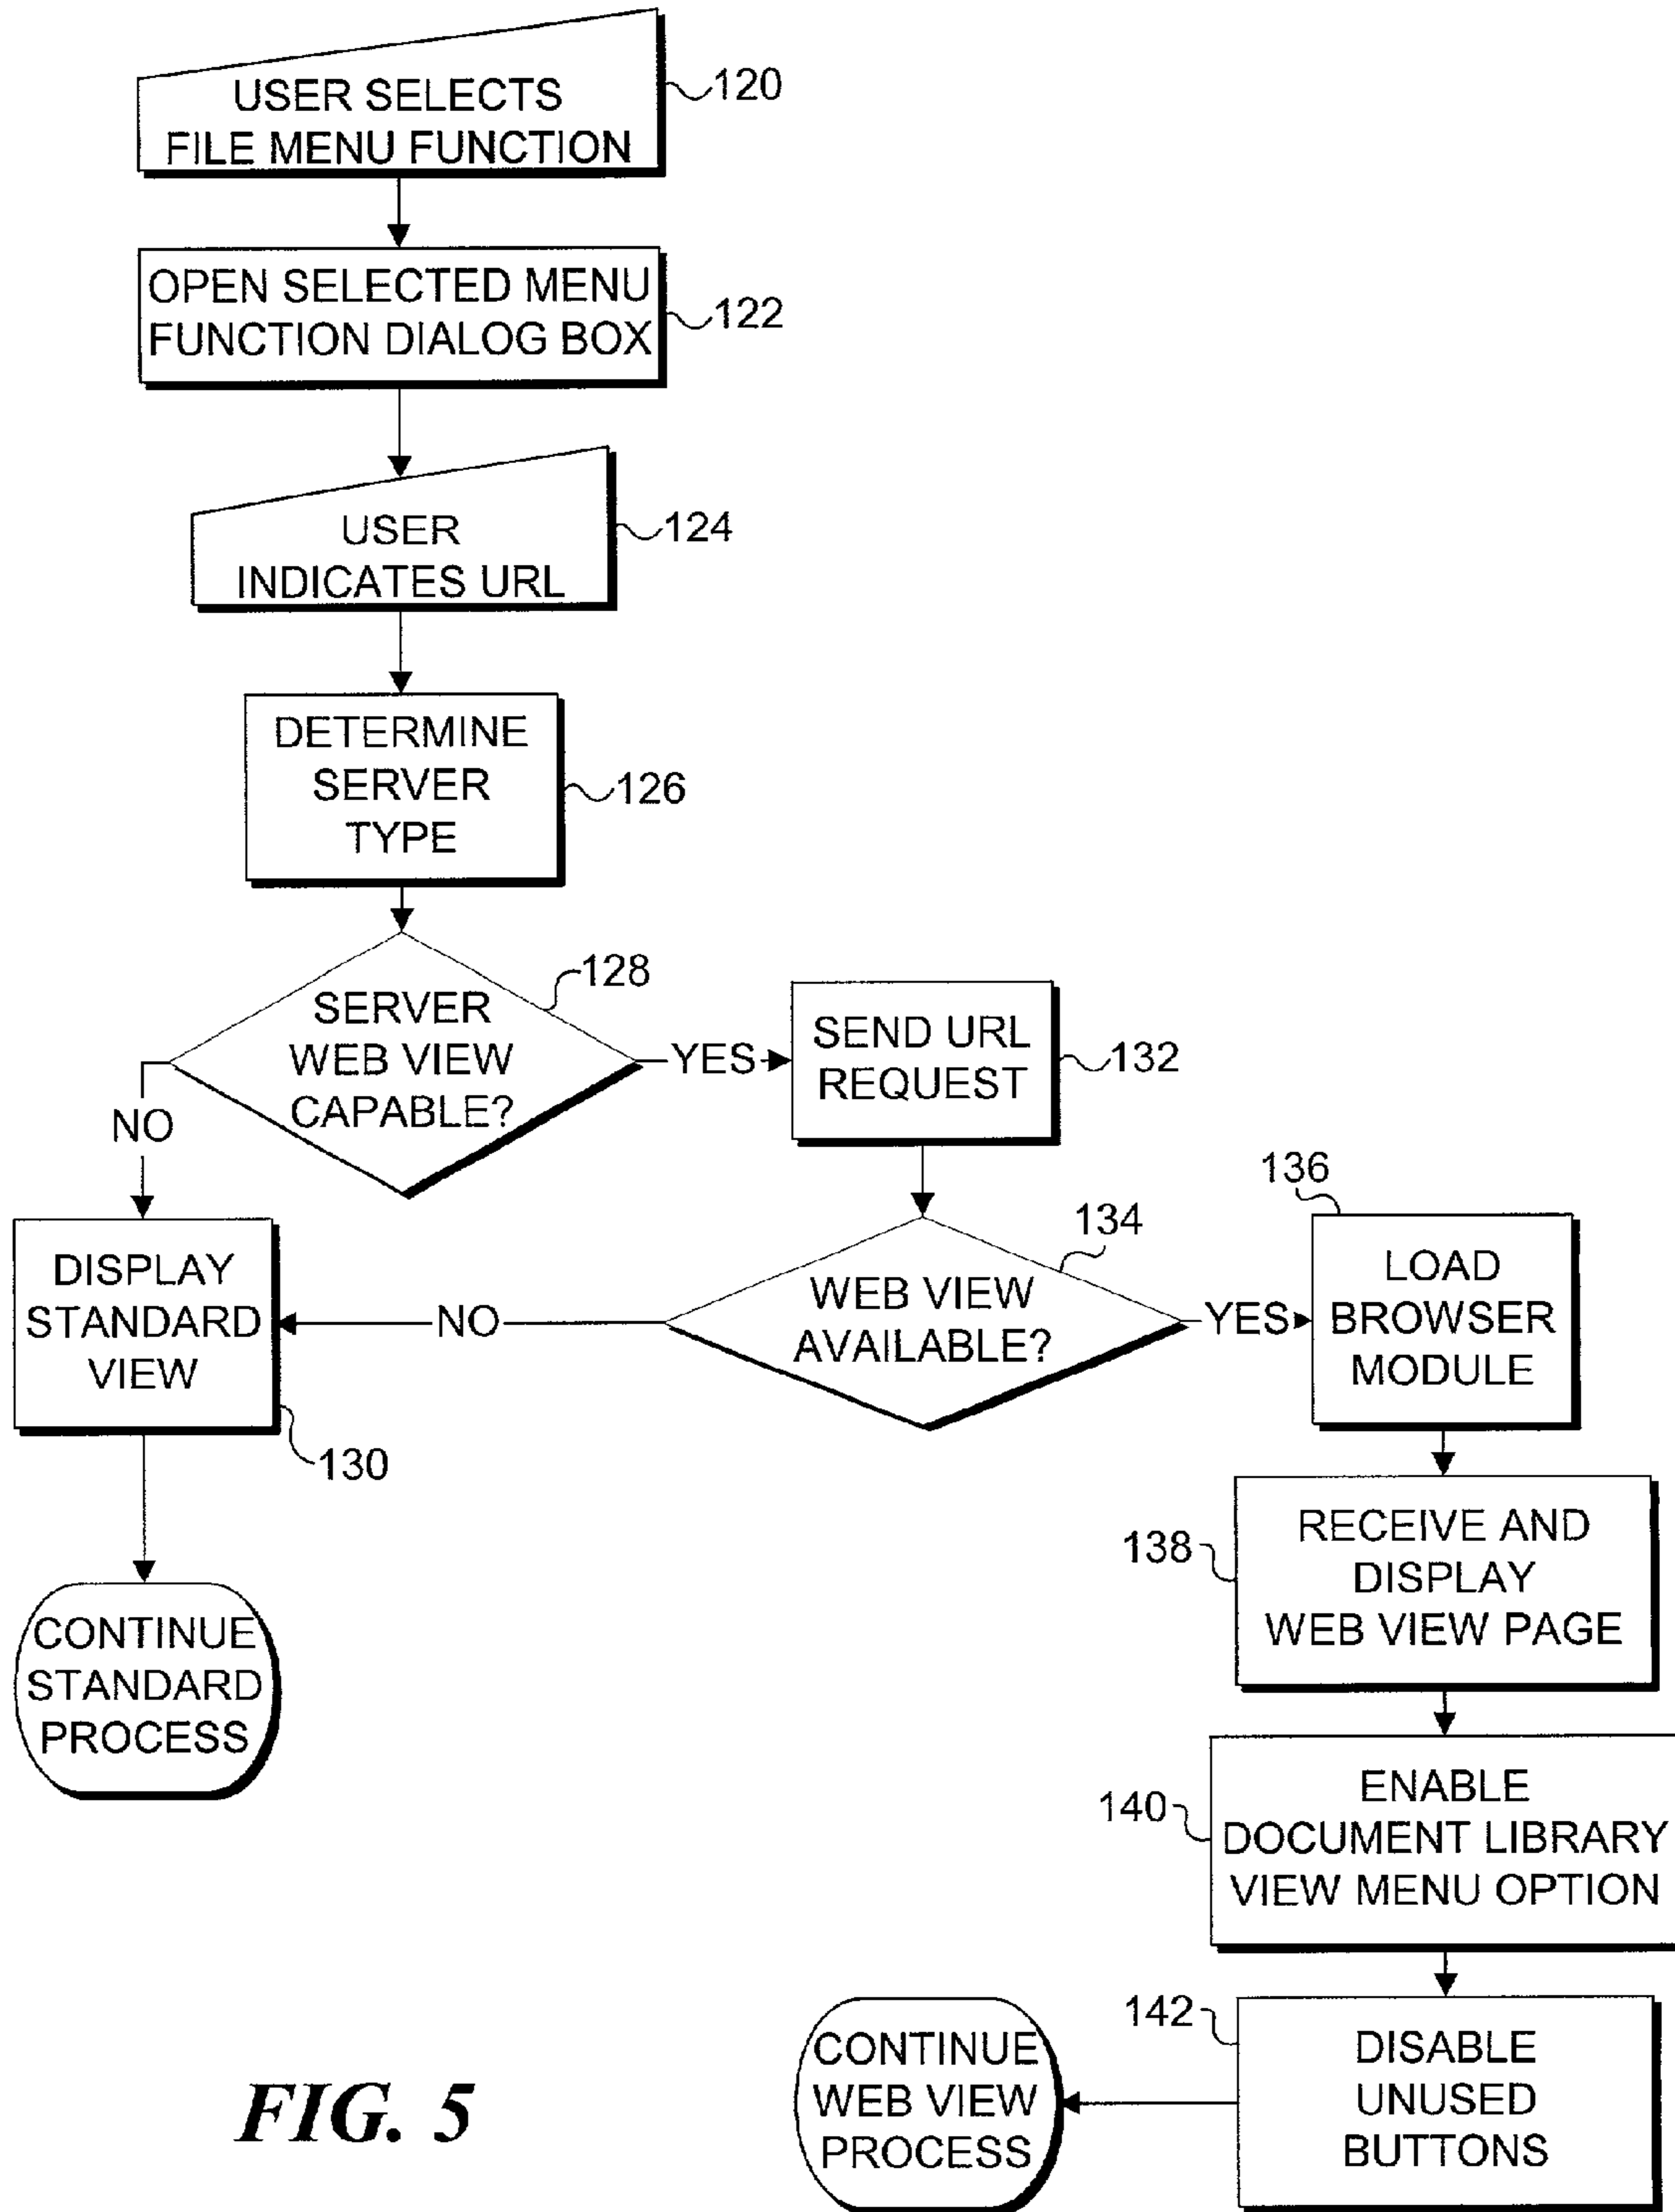 USER SELECTS
FILE MENU FUNCTION
120
OPEN SELECTED MENU
FUNCTION DIALOG BOX
122
USER
INDICATES URL
124
DETERMINE
SERVER
TYPE
126
SERVER
WEB VIEW
CAPABLE?
128
YES
NO
SEND URL
REQUEST
132
WEB VIEW
AVAILABLE?
134
YES
NO
DISPLAY
STANDARD
VIEW
130
CONTINUE
STANDARD
PROCESS
136
LOAD
BROWSER
MODULE
138
RECEIVE AND
DISPLAY
WEB VIEW PAGE
140
ENABLE
DOCUMENT LIBRARY
VIEW MENU OPTION
142
DISABLE
UNUSED
BUTTONS
CONTINUE
WEB VIEW
PROCESS
FIG. 5